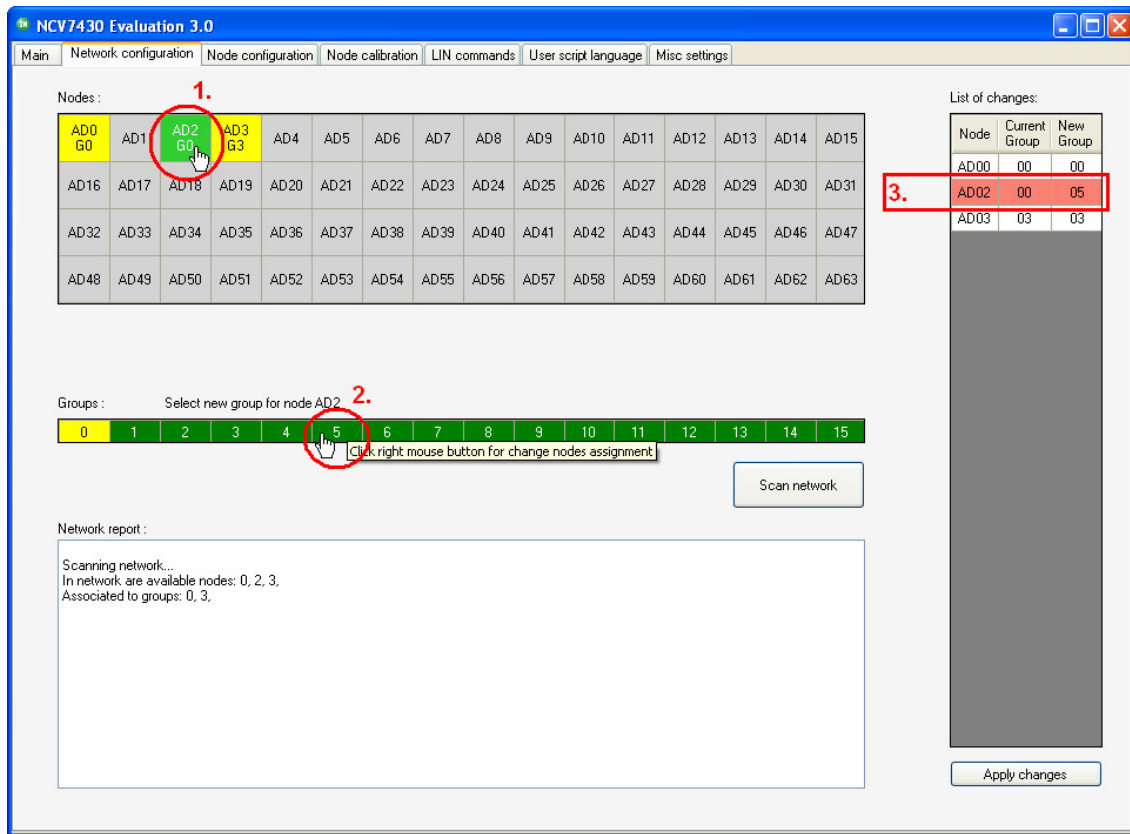 NCV7430 Evaluation 3.0
Main Network configuration Node configuration Node calibration LIN commands User script language Misc settings
1.
Nodes :
List of changes:
AD0 G0 AD1 AD2 G0 AD3 G3 AD4 AD5 AD6 AD7 AD8 AD9 AD10 AD11 AD12 AD13 AD14 AD15
AD16 AD17 AD18 AD19 AD20 AD21 AD22 AD23 AD24 AD25 AD26 AD27 AD28 AD29 AD30 AD31
AD32 AD33 AD34 AD35 AD36 AD37 AD38 AD39 AD40 AD41 AD42 AD43 AD44 AD45 AD46 AD47
AD48 AD49 AD50 AD51 AD52 AD53 AD54 AD55 AD56 AD57 AD58 AD59 AD60 AD61 AD62 AD63
Node Current Group New Group
AD00 00 00
3. AD02 00 05
AD03 03 03
2.
Groups : Select new group for node AD2
0 1 2 3 4 5 6 7 8 9 10 11 12 13 14 15
Click right mouse button for change nodes assignment
Scan network
Network report :
Scanning network...
In network are available nodes: 0, 2, 3,
Associated to groups: 0, 3,
Apply changes